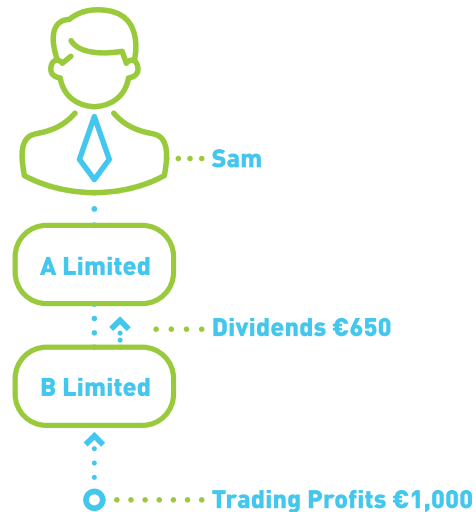 Sam
A Limited
Dividends €650
B Limited
Trading Profits €1,000